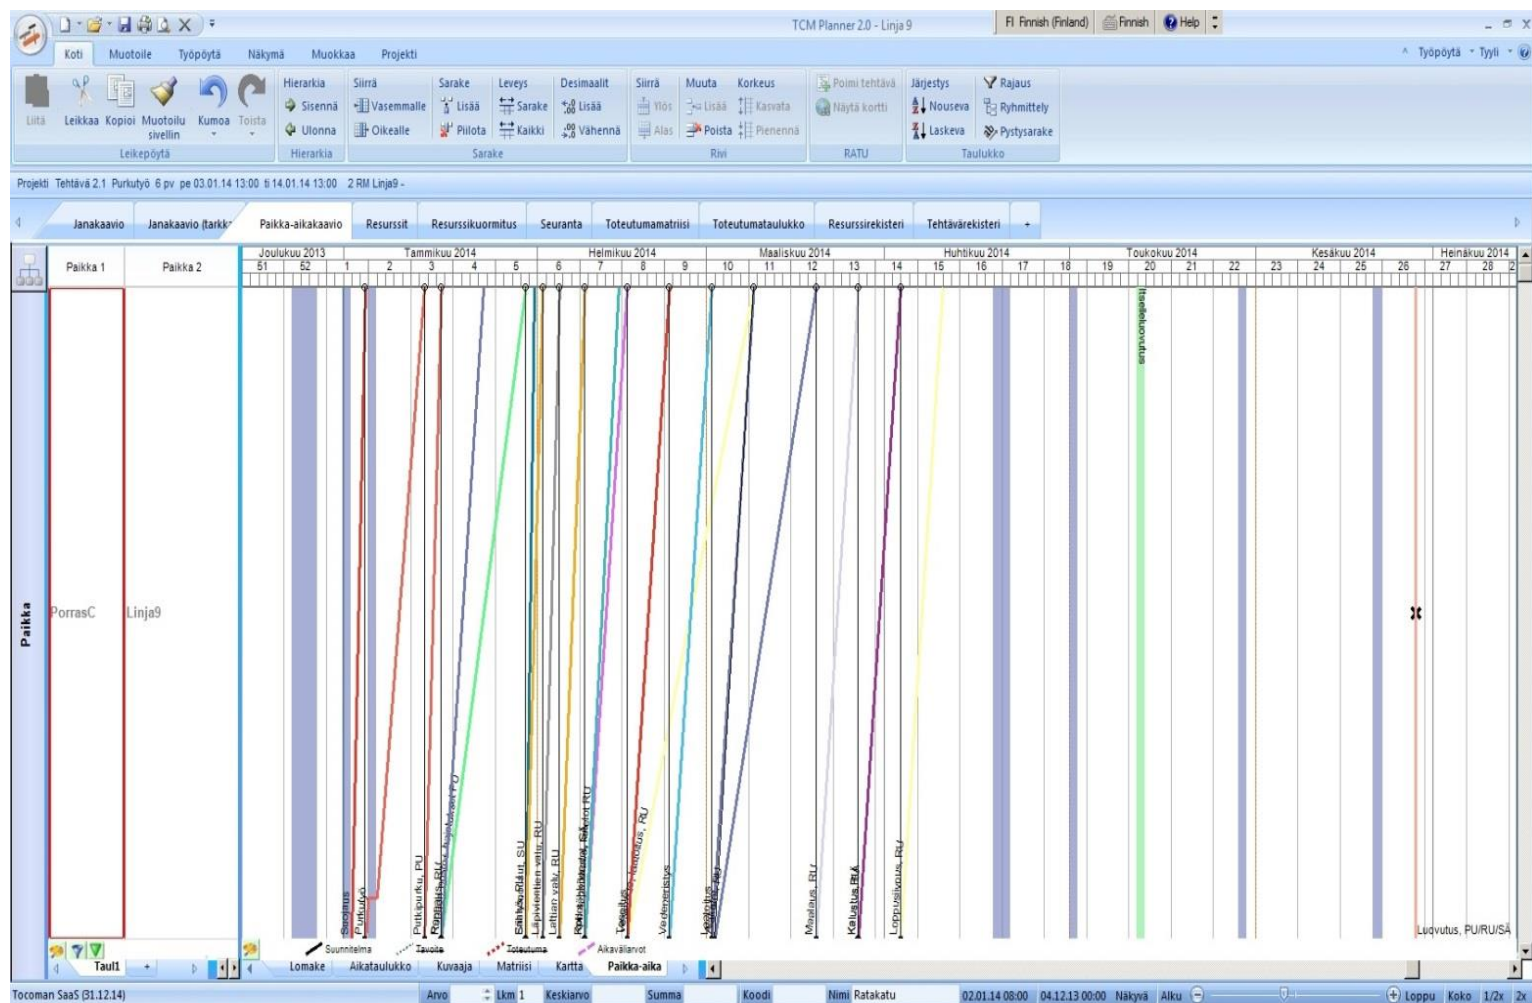 TCM Planner 2.0 - Linja 9
FI Finnish (Finland) Finnish Help
Koti Muotoile Työpöytä Näkymä Muokkaa Projekti
Työpöytä Tyyli
Liitä Leikkaa Kopioi Muotoilu sivellin Kumoa Toista
Leikepöytä
Hierarkia
Sisennä
Ulonna
Hierarkia
Siirrä Sarake Leveys Desimaalit
Vasemmalle Lisää Sarake Lisää
Oikealle Piilota Kaikki Vähennä
Sarake
Siirrä Muuta Korkeus
Ylös Lisää Kasvata
Alas Poista Pienennä
Rivi
Poimi tehtävä
Näytä kortti
RATU
Järjestys Rajaus
Nouseva Ryhmittely
Laskeva Pystysarake
Taulukko
Projekti Tehtävä 2.1 Purkutyö 6 pv pe 03.01.14 13:00 ti 14.01.14 13:00 2 RM Linja9 -
Janakaavio Janakaavio (tarkk Paikka-aikakaavio Resurssit Resurssikuormitus Seuranta Toteutumamatriisi Toteutumataulukko Resurssirekisteri Tehtävärekisteri +
Paikka 1 Paikka 2
Joulukuu 2013 Tammikuu 2014 Helmikuu 2014 Maaliskuu 2014 Huhtikuu 2014 Toukokuu 2014 Kesäkuu 2014 Heinäkuu 2014
51 52 1 2 3 4 5 6 7 8 9 10 11 12 13 14 15 16 17 18 19 20 21 22 23 24 25 26 27 28 2
Itselleluovutus
Paikka
PorrasC Linja9
Suojaus
Purkutyö
Putkipurku, PU
Läpivientien valu, RU
Lattian valu, RU
Vedeneristys
Maalaus, RU
Kalustus, RU
Loppusiivous, RU
Luovutus, PU/RU/SÄ
Suunnitelma Tavoite Toteutuma Aikaväliarvot
Taul1 +
Lomake Aikataulukko Kuvaaja Matriisi Kartta Paikka-aika
Tocoman SaaS (31.12.14) Arvo Lkm 1 Keskiarvo Summa Koodi Nimi Ratakatu 02.01.14 08:00 04.12.13 00:00 Näkyvä Alku Loppu Koko 1/2x 2x